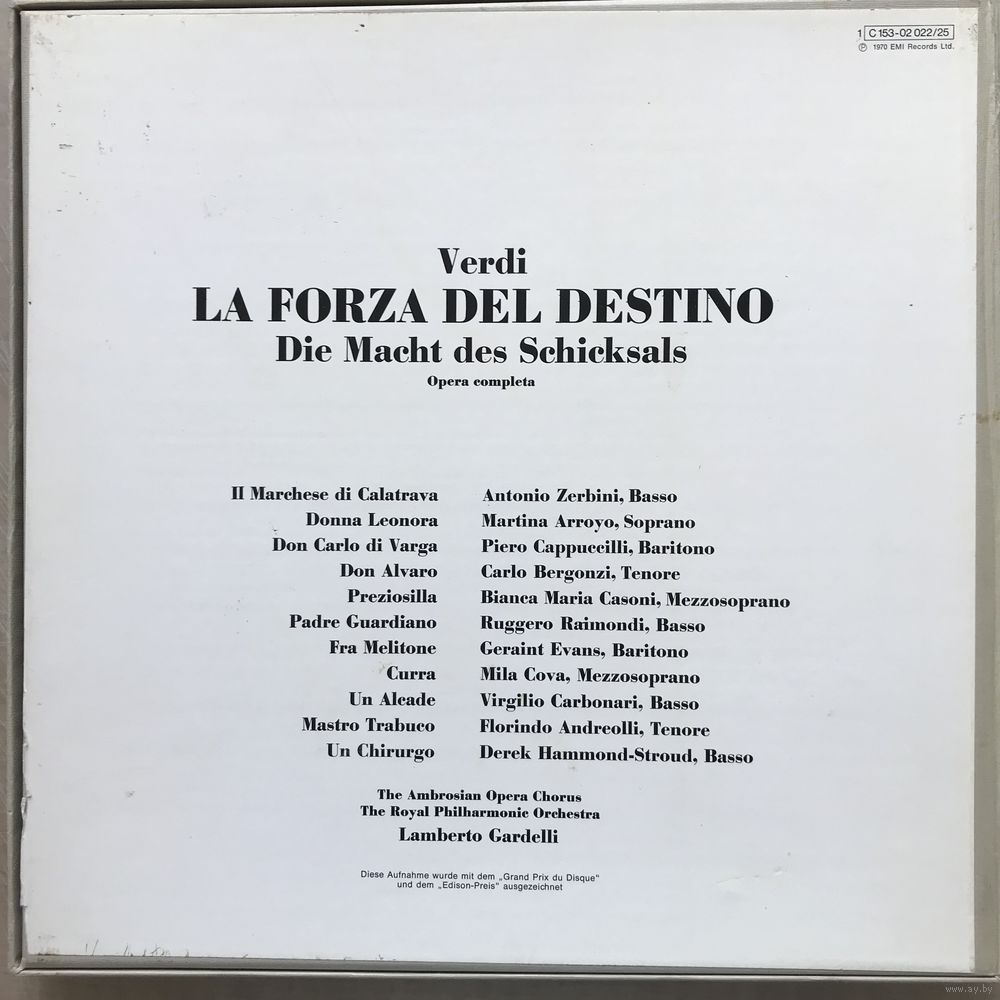 1 C 153-02 022/25
Ⓟ 1970 EMI Records Ltd.
Verdi
LA FORZA DEL DESTINO
Die Macht des Schicksals
Opera completa
Il Marchese di Calatrava Antonio Zerbini, Basso
Donna Leonora Martina Arroyo, Soprano
Don Carlo di Varga Piero Cappuccilli, Baritono
Don Alvaro Carlo Bergonzi, Tenore
Preziosilla Bianca Maria Casoni, Mezzosoprano
Padre Guardiano Ruggero Raimondi, Basso
Fra Melitone Geraint Evans, Baritono
Curra Mila Cova, Mezzosoprano
Un Alcade Virgilio Carbonari, Basso
Mastro Trabuco Florindo Andreolli, Tenore
Un Chirurgo Derek Hammond-Stroud, Basso
The Ambrosian Opera Chorus
The Royal Philharmonic Orchestra
Lamberto Gardelli
Diese Aufnahme wurde mit dem „Grand Prix du Disque"
und dem „Edison-Preis" ausgezeichnet
www.ay.by